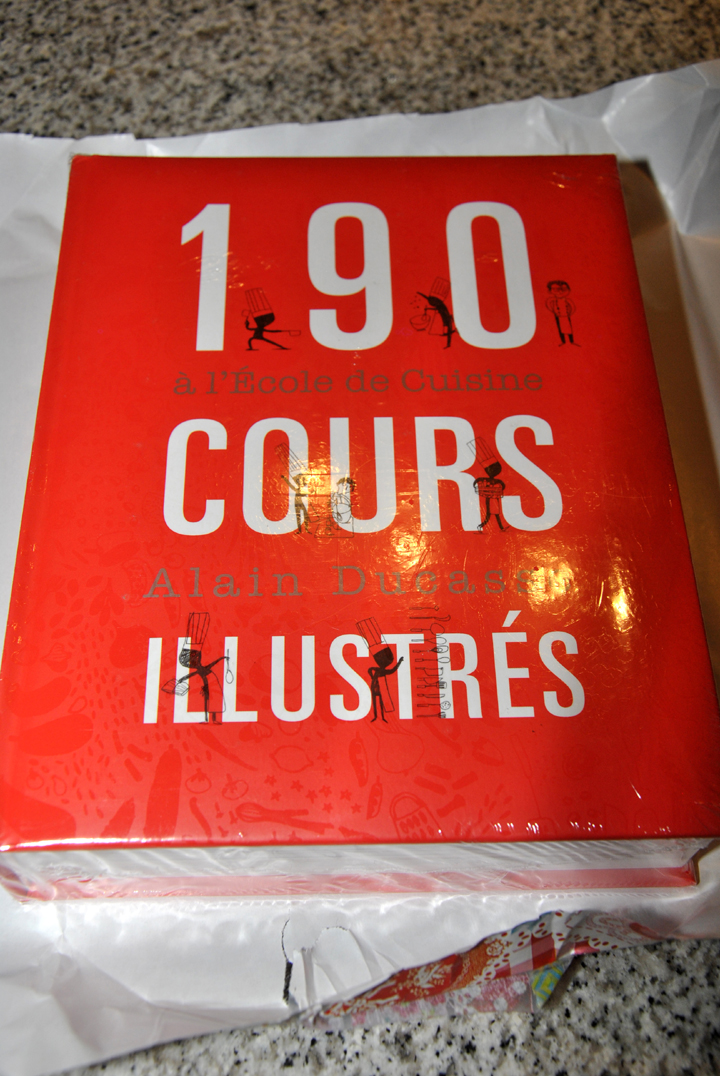 190
à l'École de Cuisine
COURS
Alain Ducasse
ILLUSTRÉS